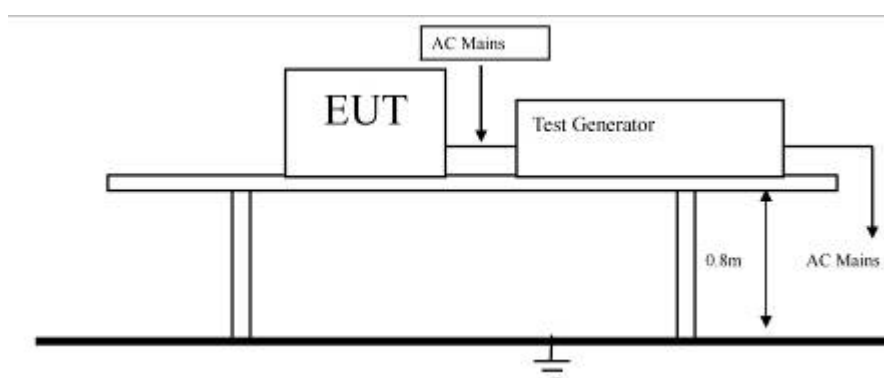 AC Mains
EUT
Test Generator
0.8m
AC Mains